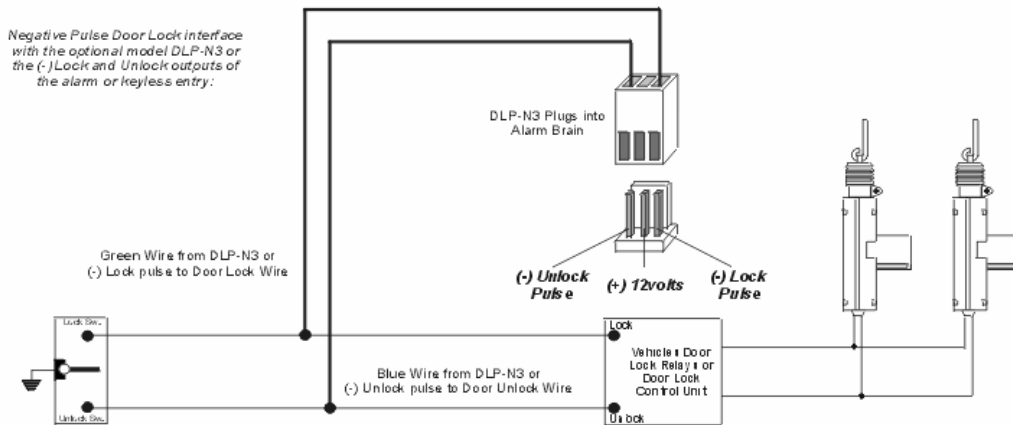 Negative Pulse Door Lock interface
with the optional model DLP-N3 or
the (-) Lock and Unlock outputs of
the alarm or keyless entry:
DLP-N3 Plugs into
Alarm Brain
Green Wire from DLP-N3 or
(-) Lock pulse to Door Lock Wire
(-) Unlock
Pulse
(+) 12volts
(-) Lock
Pulse
Lock Sw.
Unlock Sw.
Blue Wire from DLP-N3 or
(-) Unlock pulse to Door Unlock Wire
Lock
Vehicles Door
Lock Relays or
Door Lock
Control Unit
Unlock